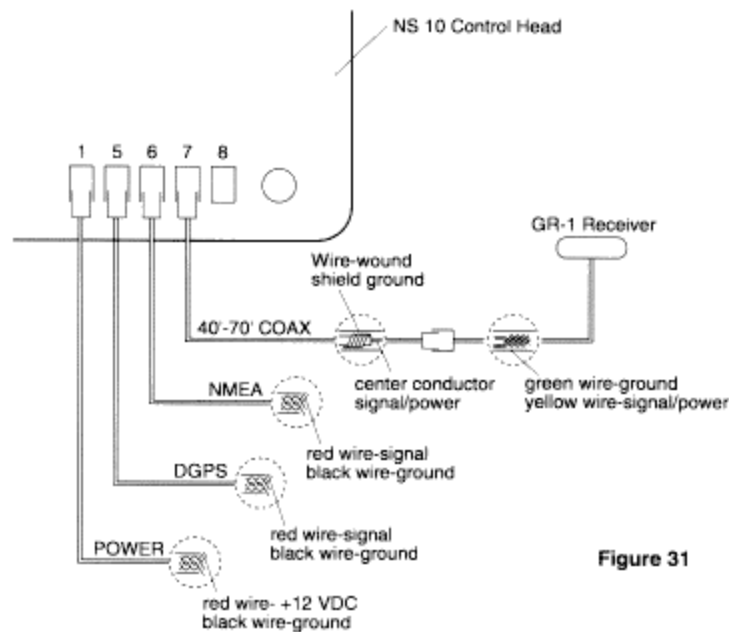 NS 10 Control Head
1 5 6 7 8
GR-1 Receiver
Wire-wound
shield ground
40'-70' COAX
center conductor
signal/power
green wire-ground
yellow wire-signal/power
NMEA
red wire-signal
black wire-ground
DGPS
red wire-signal
black wire-ground
POWER
red wire- +12 VDC
black wire-ground
Figure 31